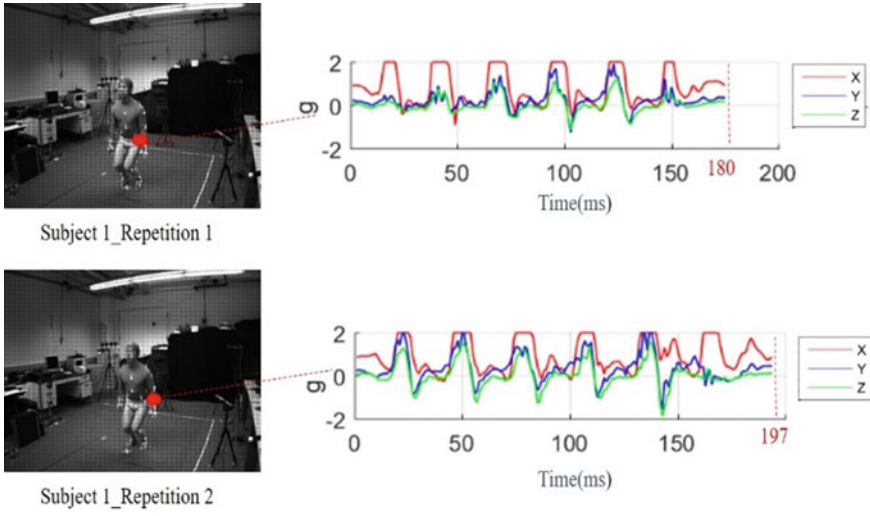 2
0
-2
g
0
50
100
150
180
200
Time(ms)
X
Y
Z
Subject 1_Repetition 1
2
0
-2
g
0
50
100
150
197
Time(ms)
X
Y
Z
Subject 1_Repetition 2